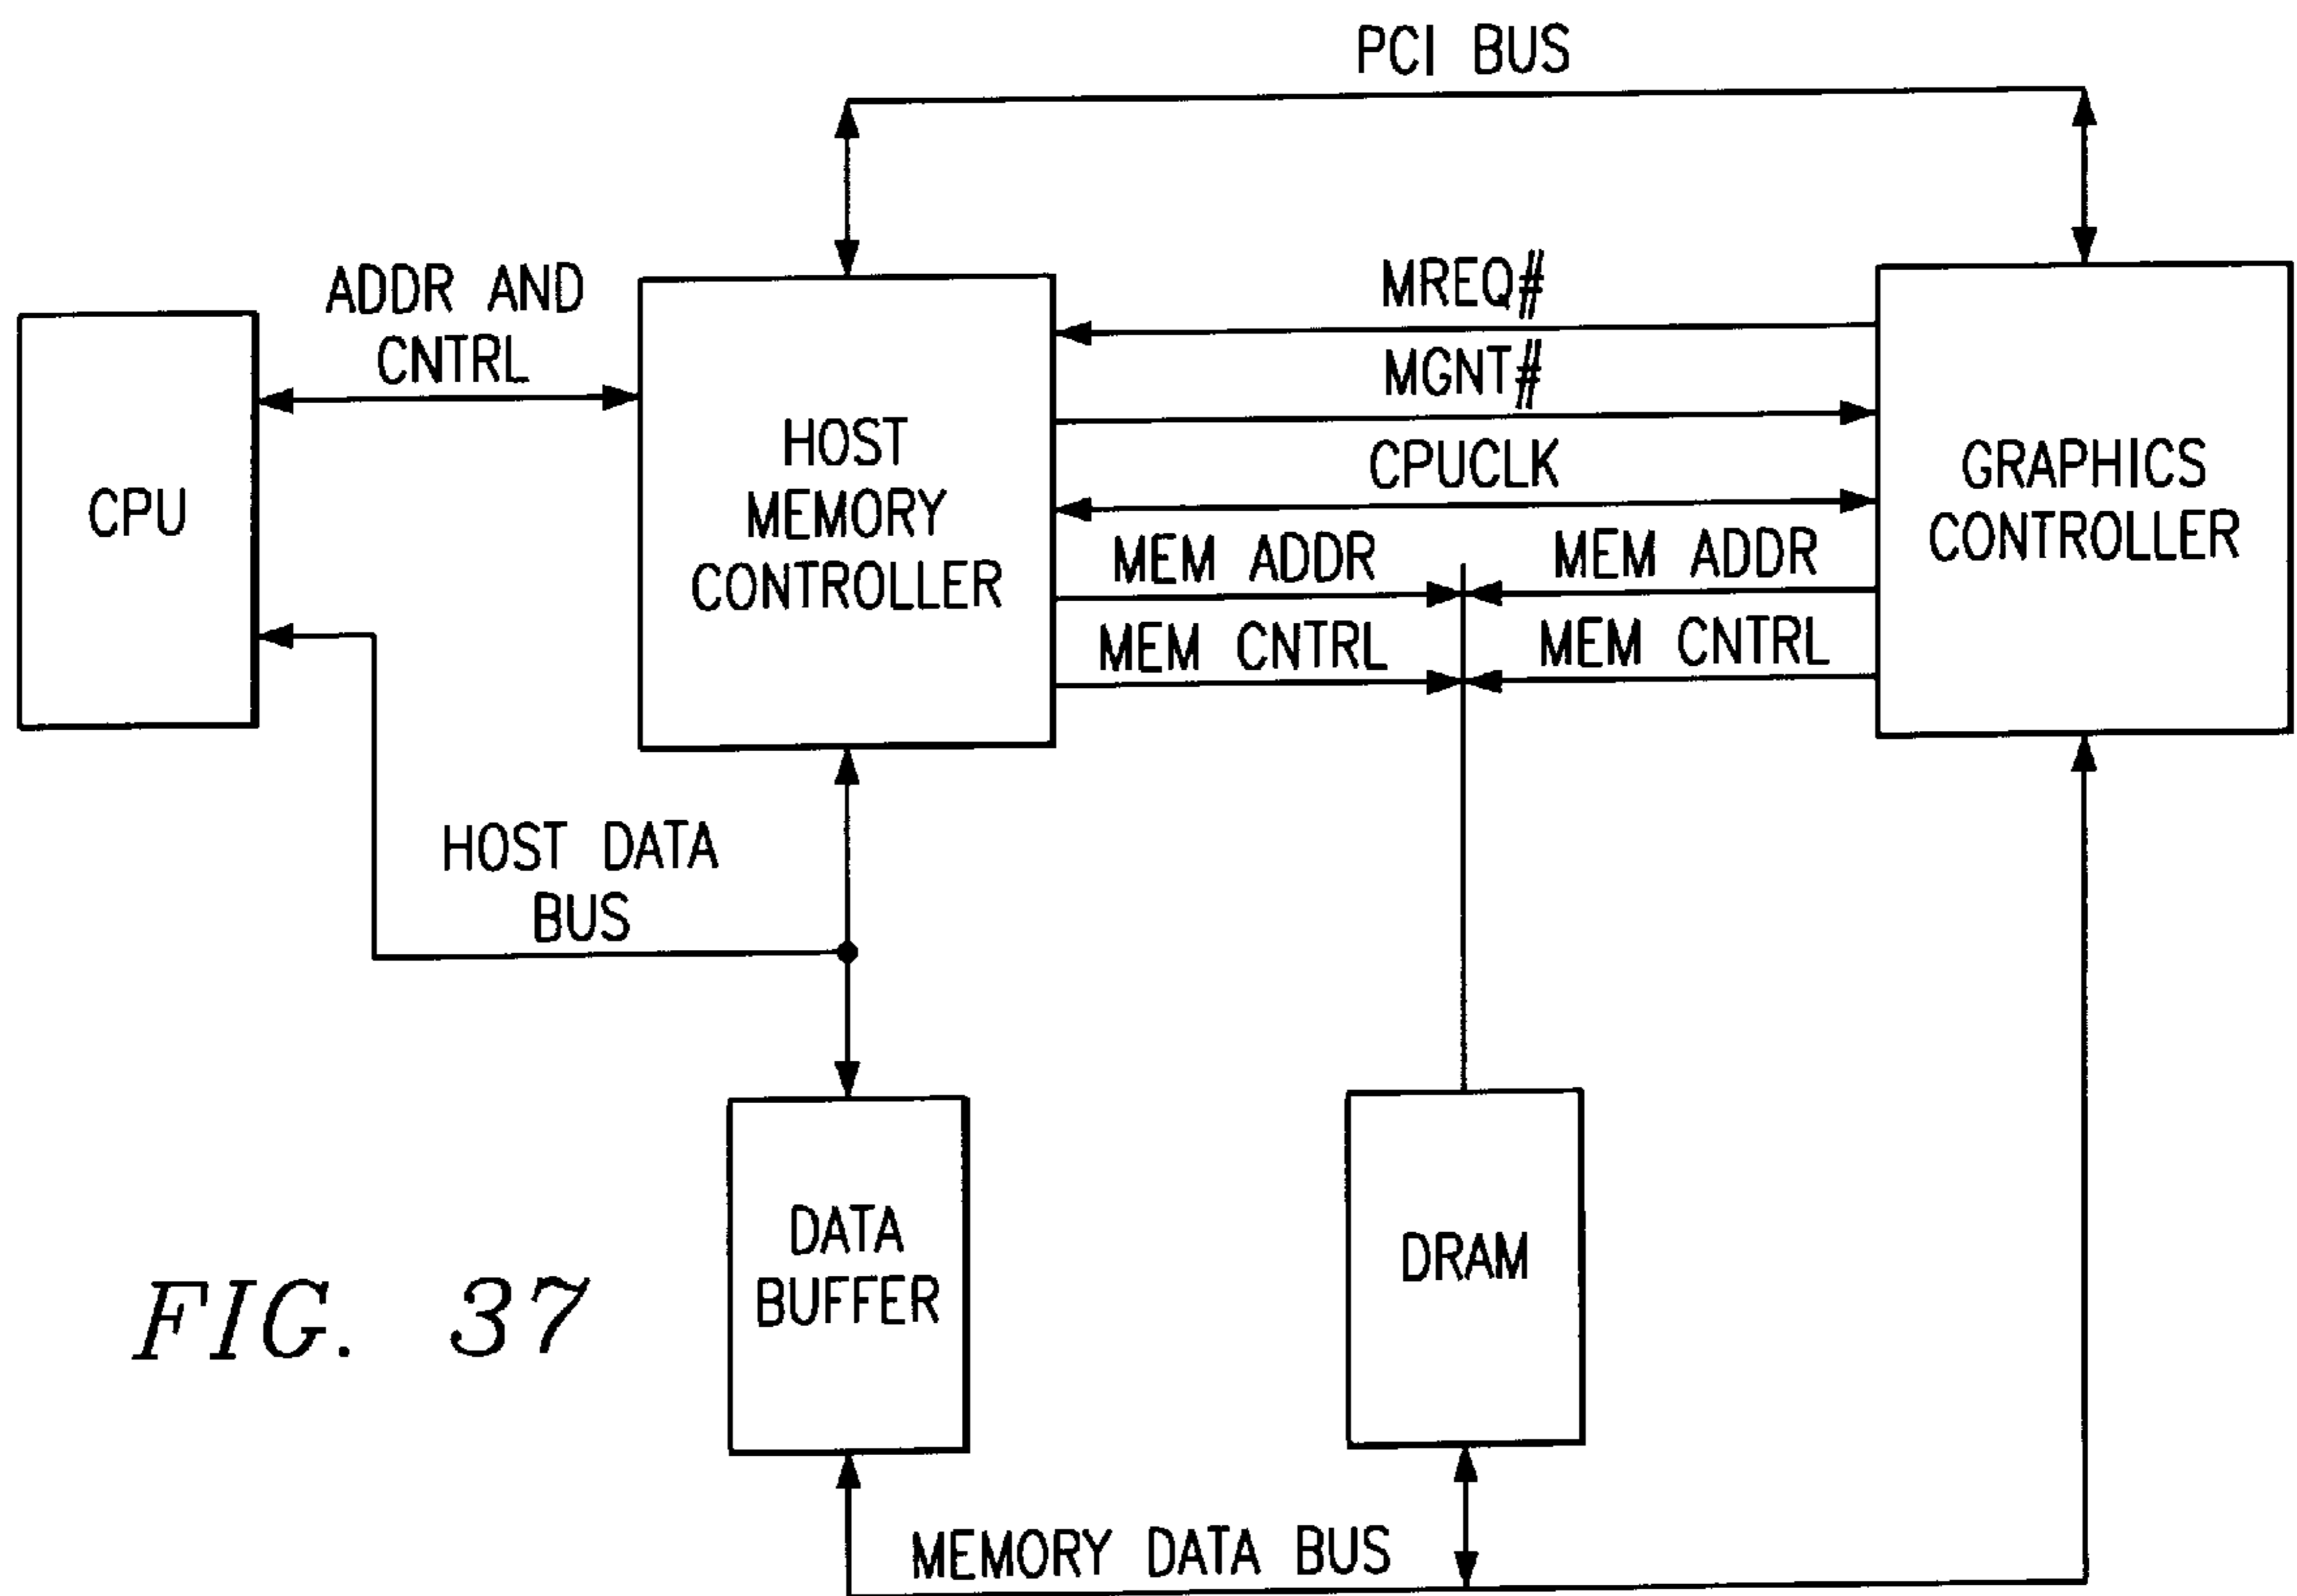 PCI BUS
ADDR AND
CNTRL
MREQ#
MGNT#
CPUCLK
MEM ADDR
MEM ADDR
MEM CNTRL
MEM CNTRL
CPU
HOST
MEMORY
CONTROLLER
GRAPHICS
CONTROLLER
HOST DATA
BUS
DATA
BUFFER
DRAM
FIG. 37
MEMORY DATA BUS